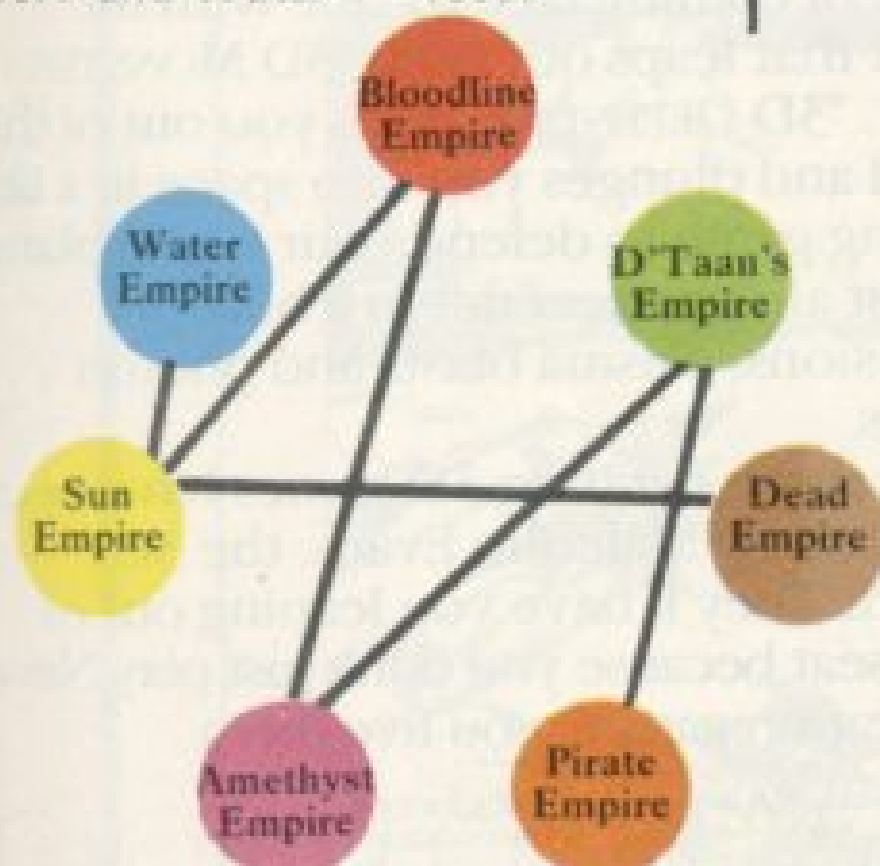 Bloodline
Empire
Water
Empire
D'Taan's
Empire
Sun
Empire
Dead
Empire
Amethyst
Empire
Pirate
Empire